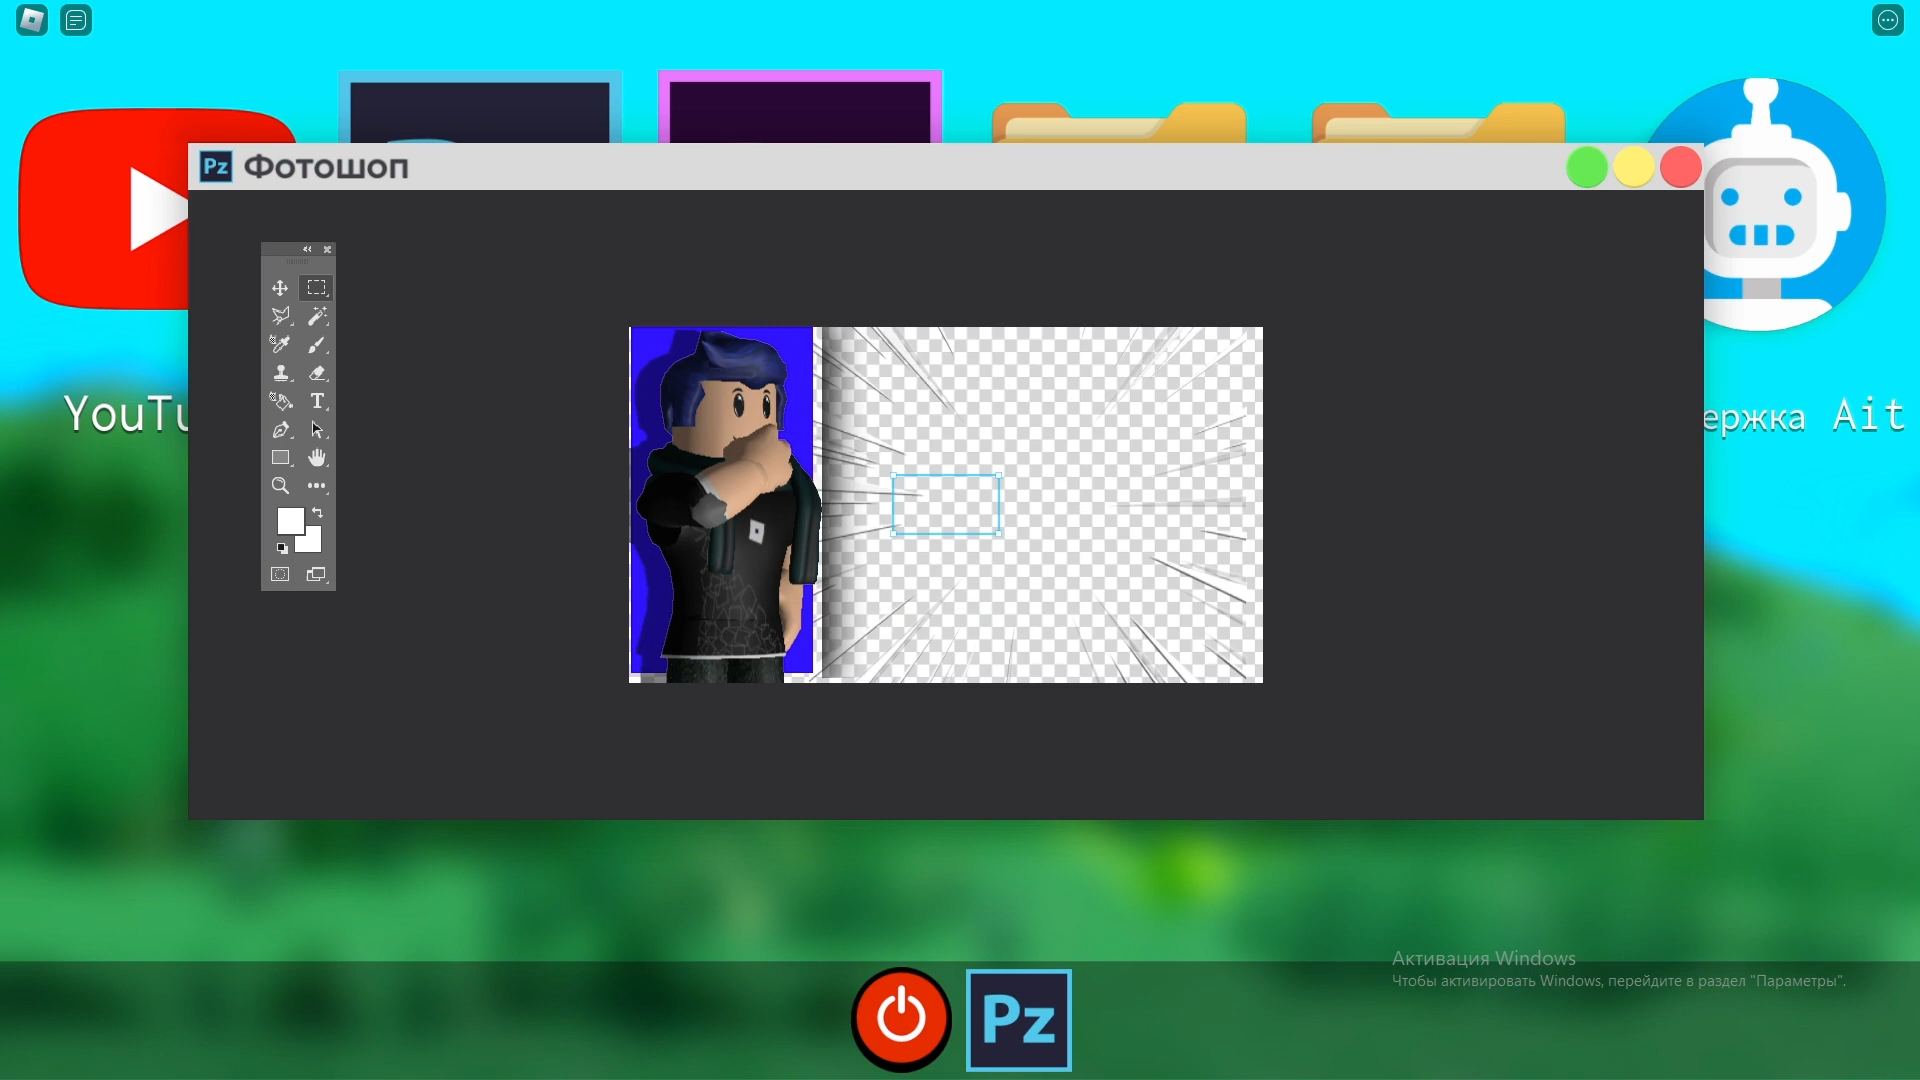 Pz Фотошоп
YouTu
ержка Ait
T
Активация Windows
Чтобы активировать Windows, перейдите в раздел "Параметры".
Pz